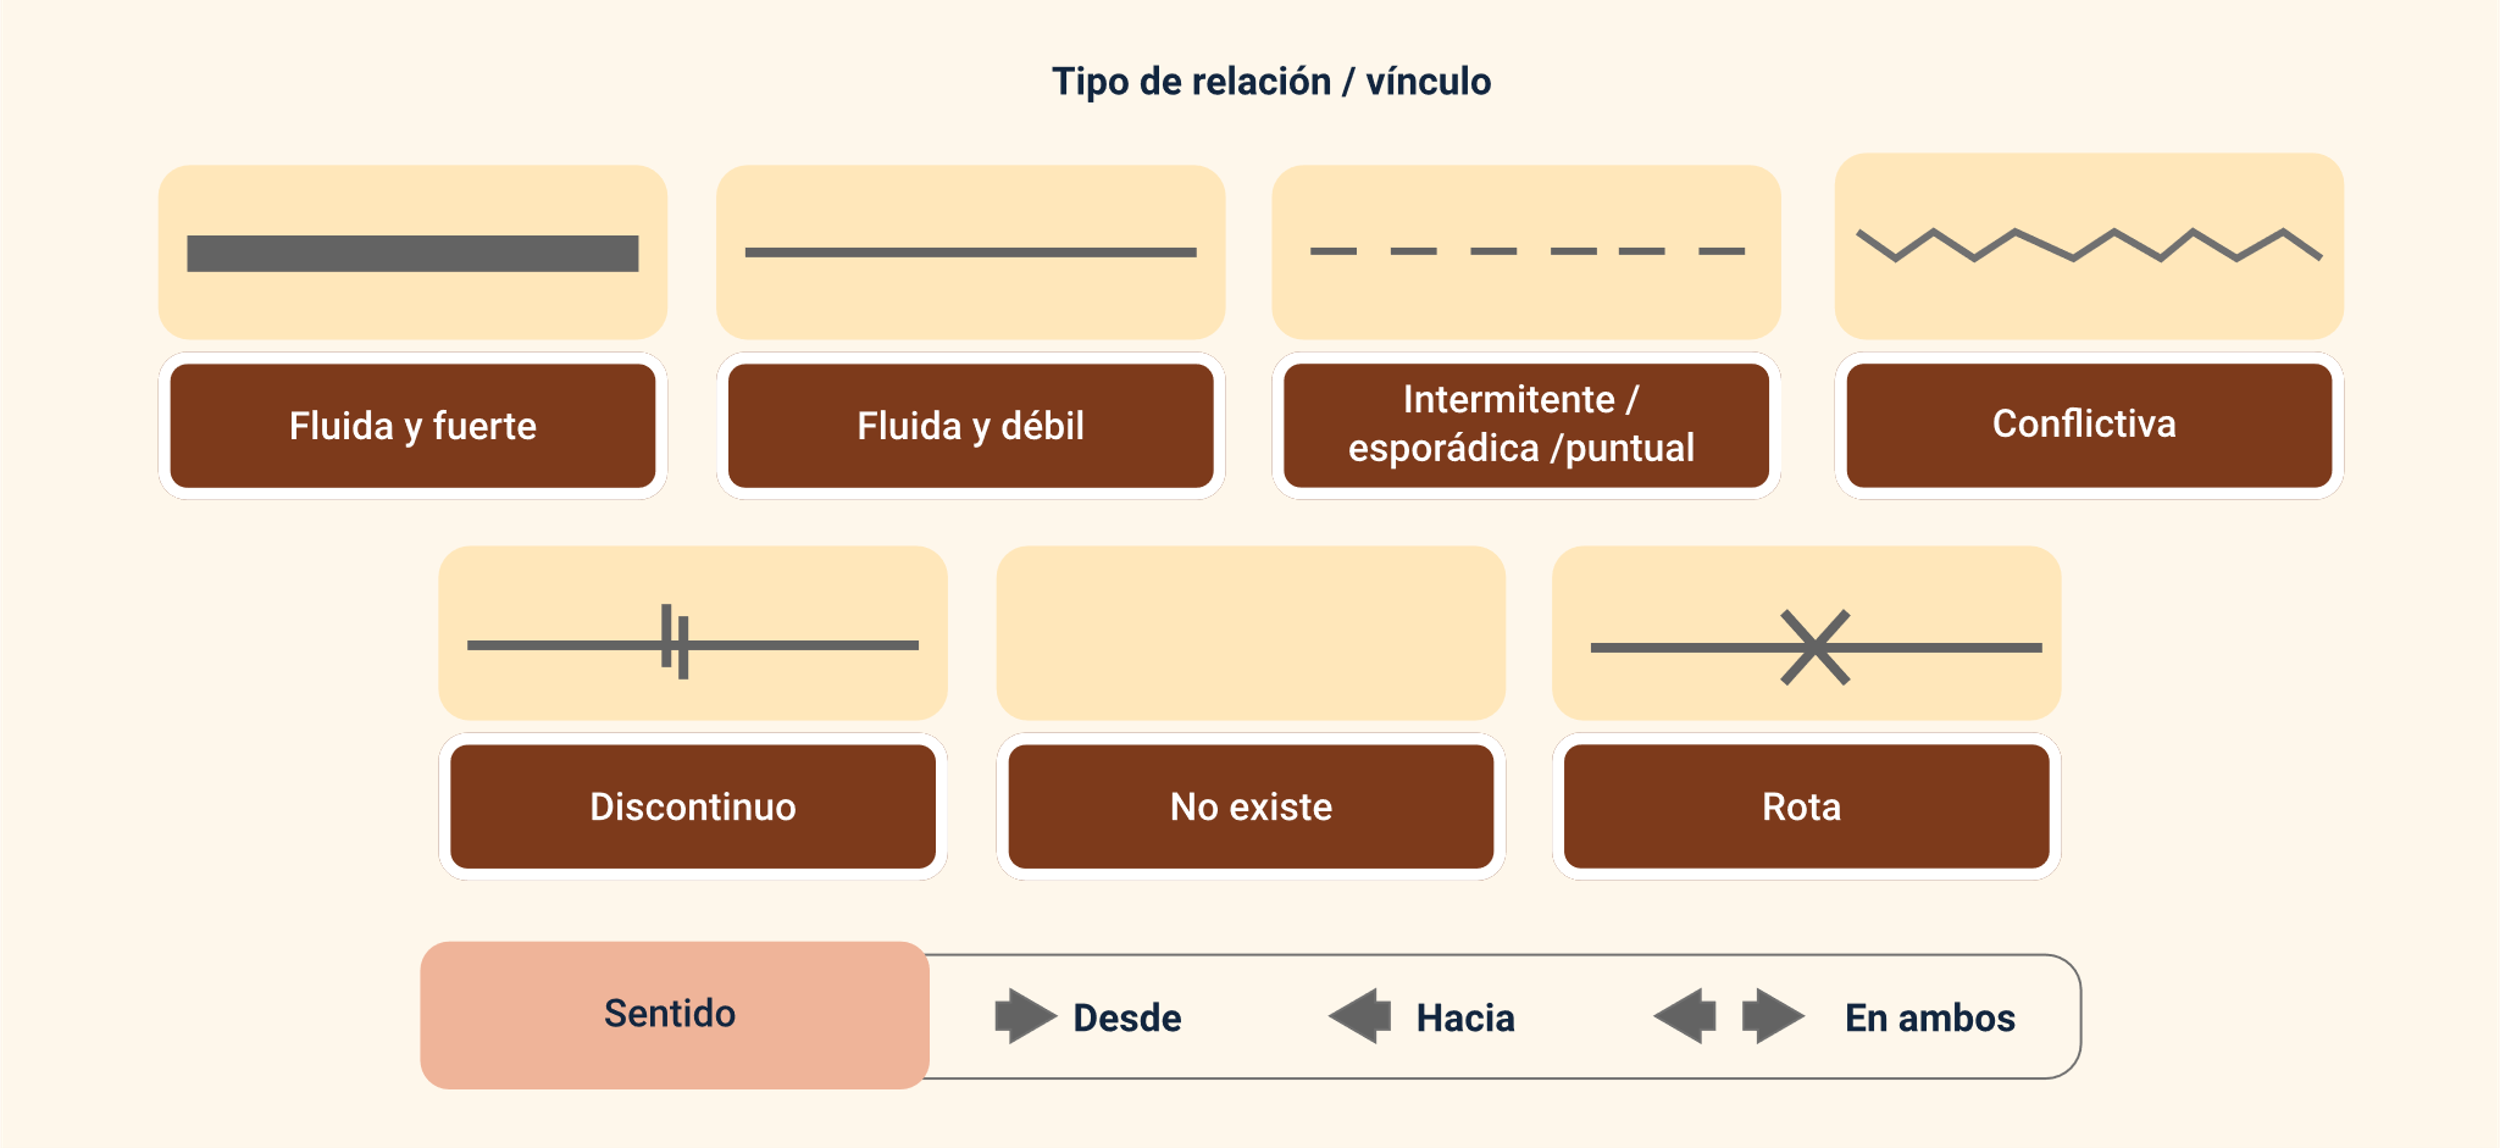 Tipo de relación / vínculo
Fluida y fuerte
Fluida y débil
Intermitente /
esporádica /puntual
Conflictiva
Discontinuo
No existe
Rota
Sentido
Desde
Hacia
En ambos